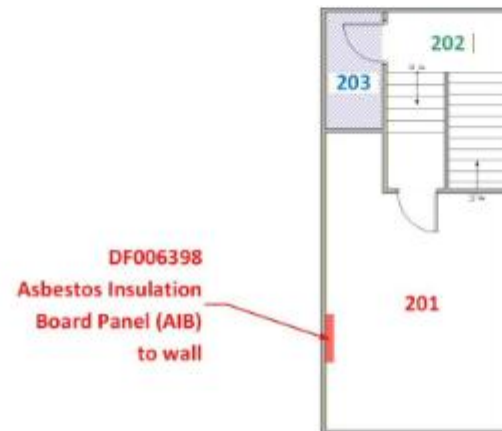 202
203
DF006398
Asbestos Insulation
Board Panel (AIB)
to wall
201